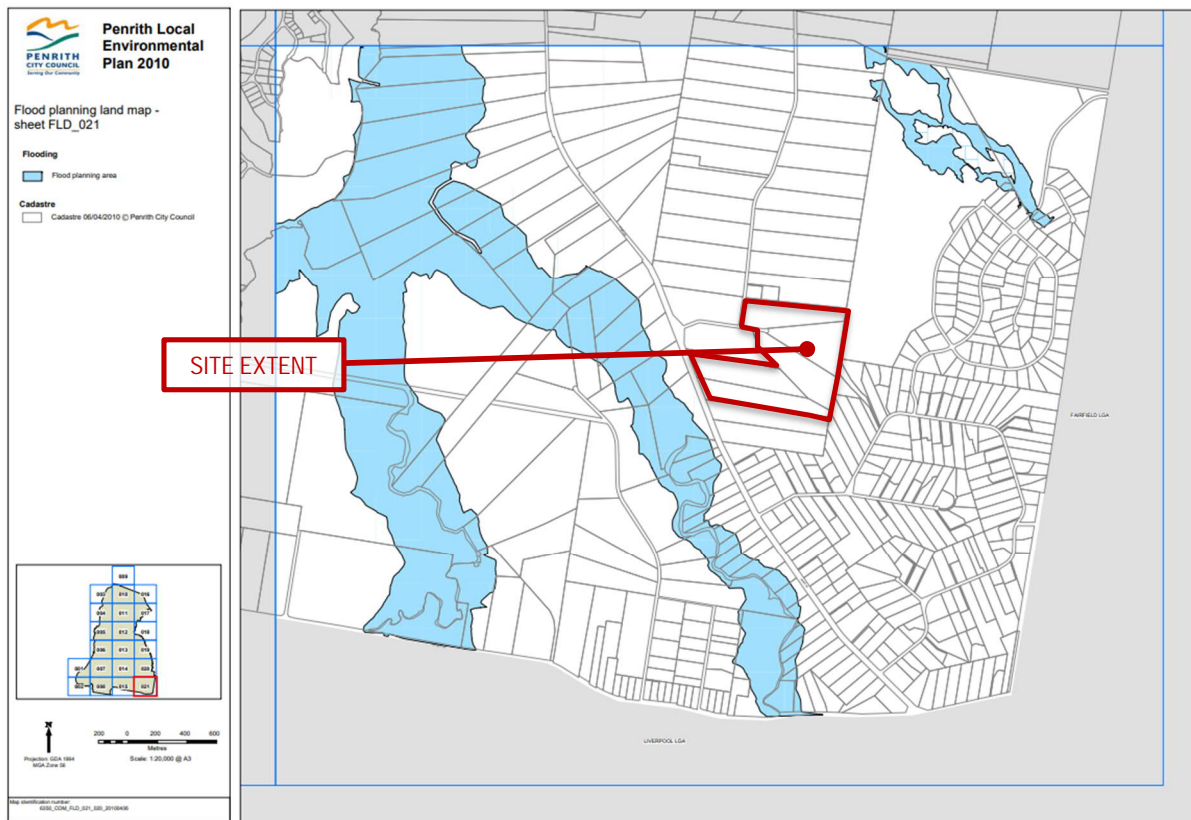 PENRITH
CITY COUNCIL
Serving Our Community
Penrith Local
Environmental
Plan 2010
Flood planning land map -
sheet FLD_021
Flooding
Flood planning area
Cadastre
Cadastre 06/04/2010 © Penrith City Council
SITE EXTENT
FAIRFIELD LGA
LIVERPOOL LGA
009
003 010 016
004 011 017
005 012 018
006 013 019
001 007 014 020
002 008 015 021
N
Projection: GDA 1994
MGA Zone 56
200 0 200 400 600
Metres
Scale: 1:20,000 @ A3
Map identification number: